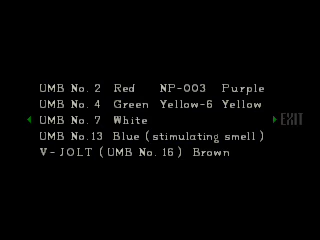 UMB No. 2 Red NP-003 Purple
UMB No. 4 Green Yellow-6 Yellow
UMB No. 7 White
EXIT
UMB No.13 Blue (stimulating smell)
V-JOLT (UMB No.16) Brown